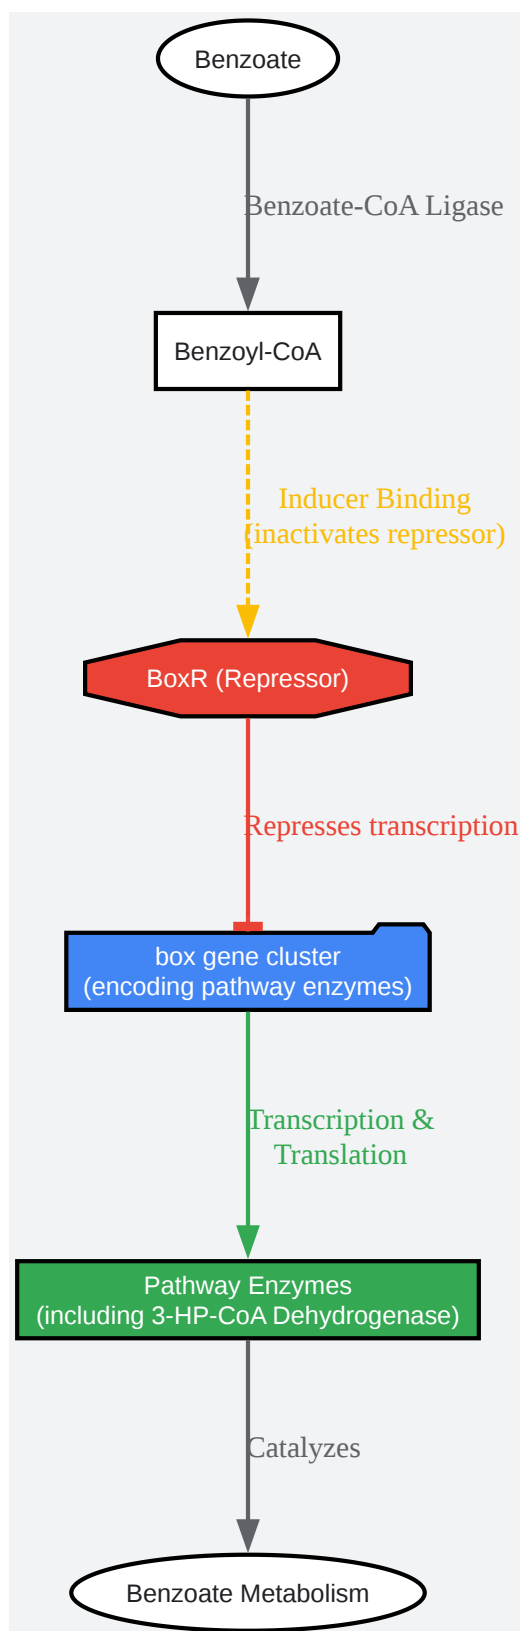 Benzoate
Benzoate-CoA Ligase
Benzoyl-CoA
Inducer Binding
(inactivates repressor)
BoxR (Repressor)
Represses transcription
box gene cluster
(encoding pathway enzymes)
Transcription &
Translation
Pathway Enzymes
(including 3-HP-CoA Dehydrogenase)
Catalyzes
Benzoate Metabolism